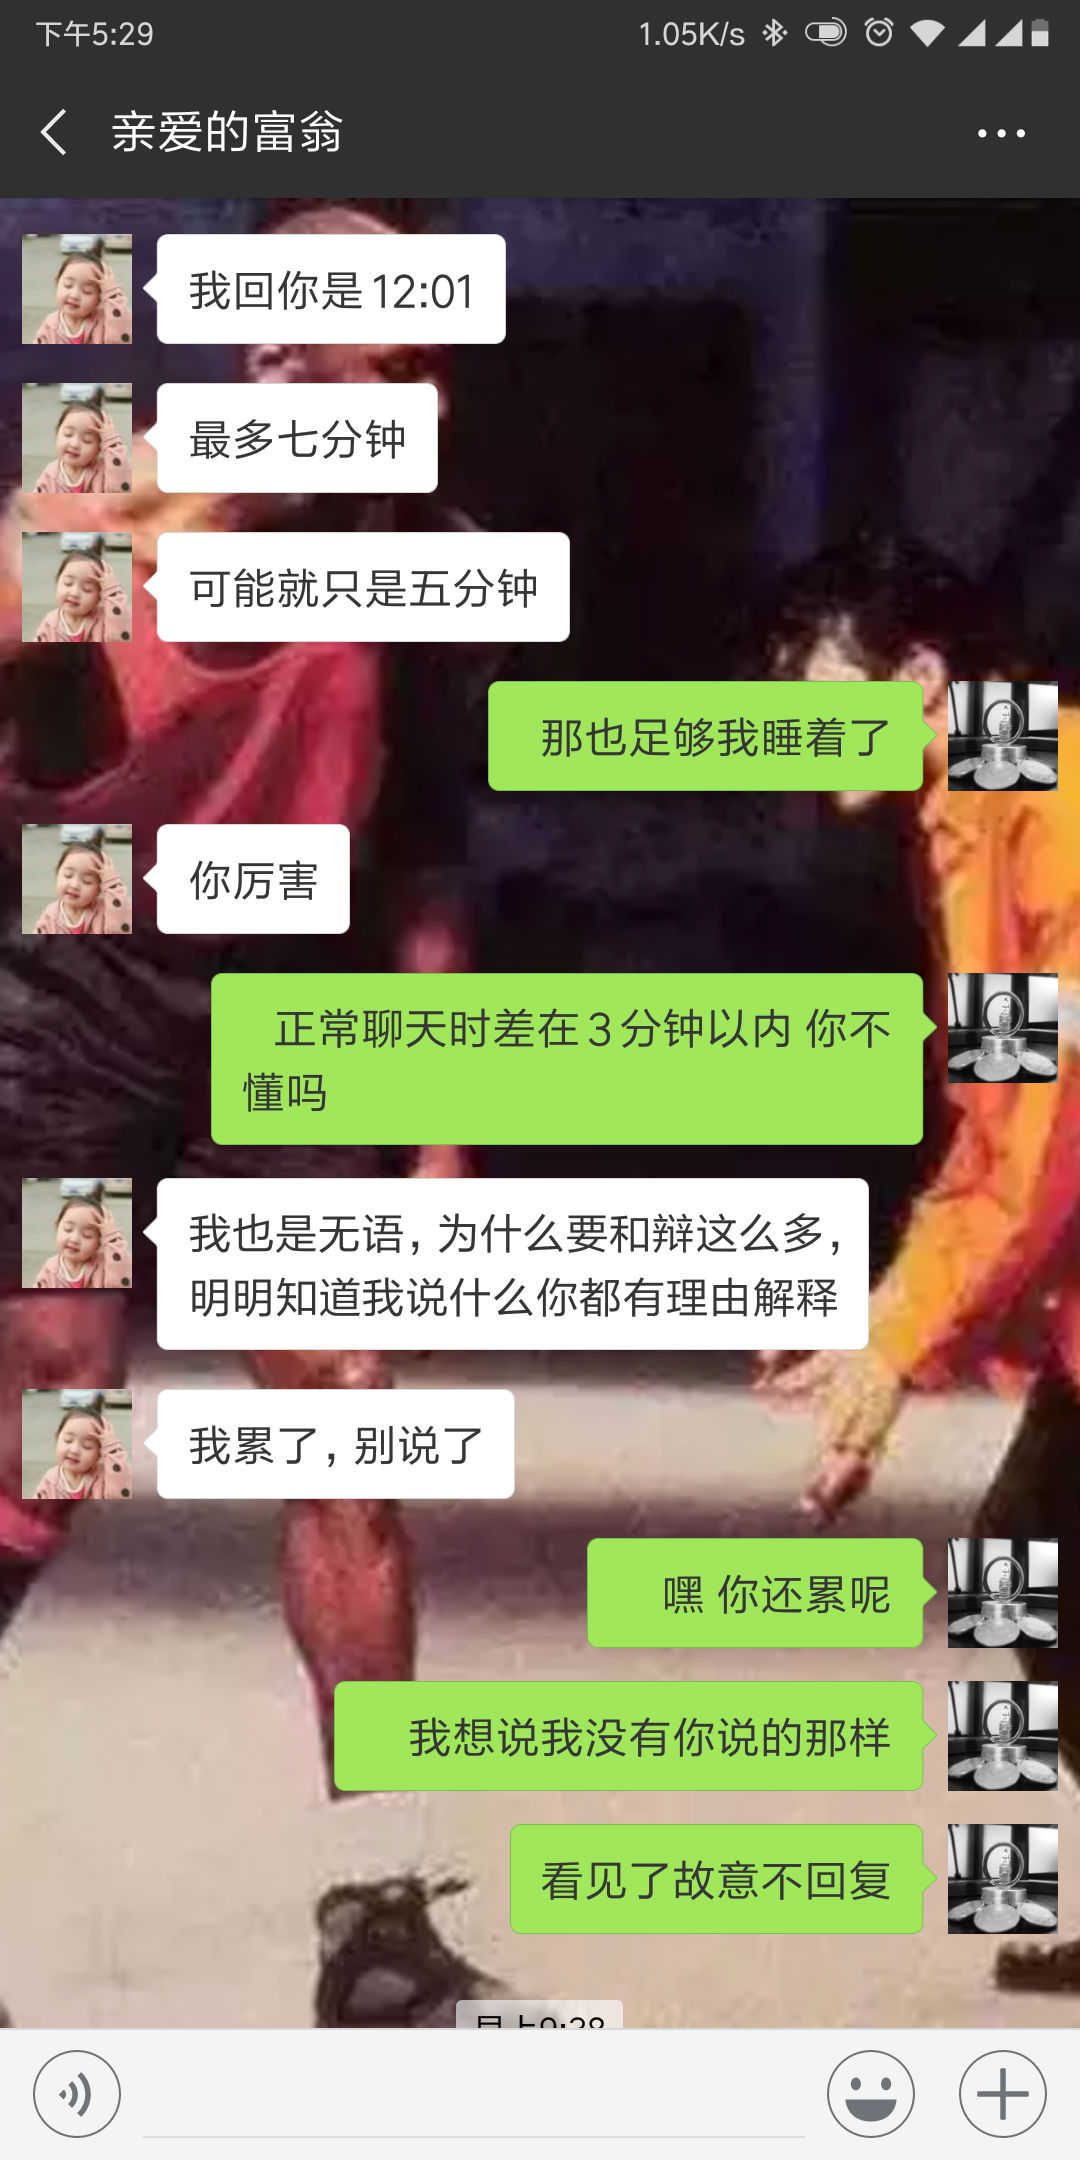 下午5:29
1.05K/s
亲爱的富翁
我回你是12:01
最多七分钟
可能就只是五分钟
那也足够我睡着了
你厉害
正常聊天时差在3分钟以内 你不
懂吗
我也是无语，为什么要和辩这么多，
明明知道我说什么你都有理由解释
我累了，别说了
嘿 你还累呢
我想说我没有你说的那样
看见了故意不回复